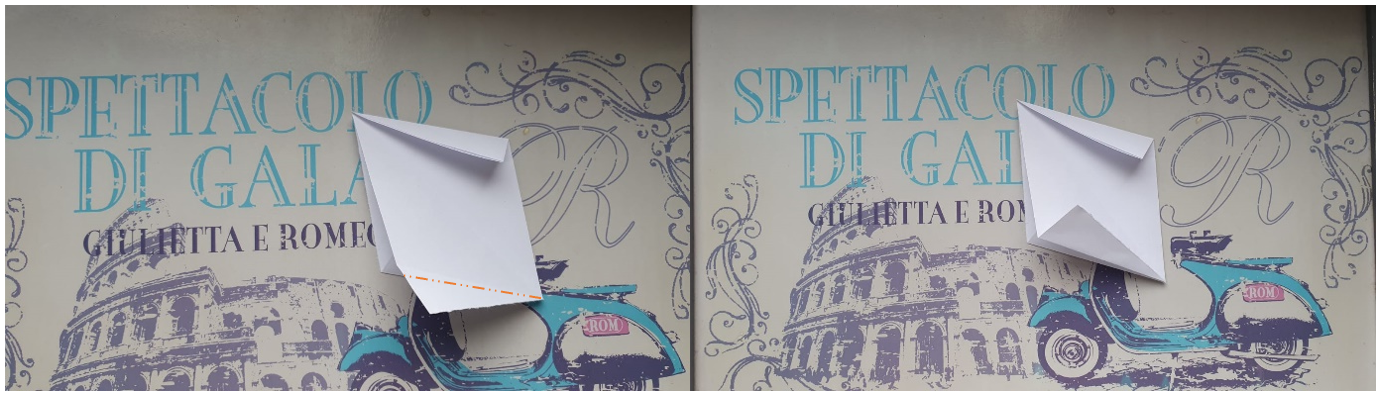 SPETTACOLO
DI GALA
R
GIULIETTA E ROMEO
ROM
SPETTACOLO
DI GAL
R
GIULIETTA E ROM
ROM